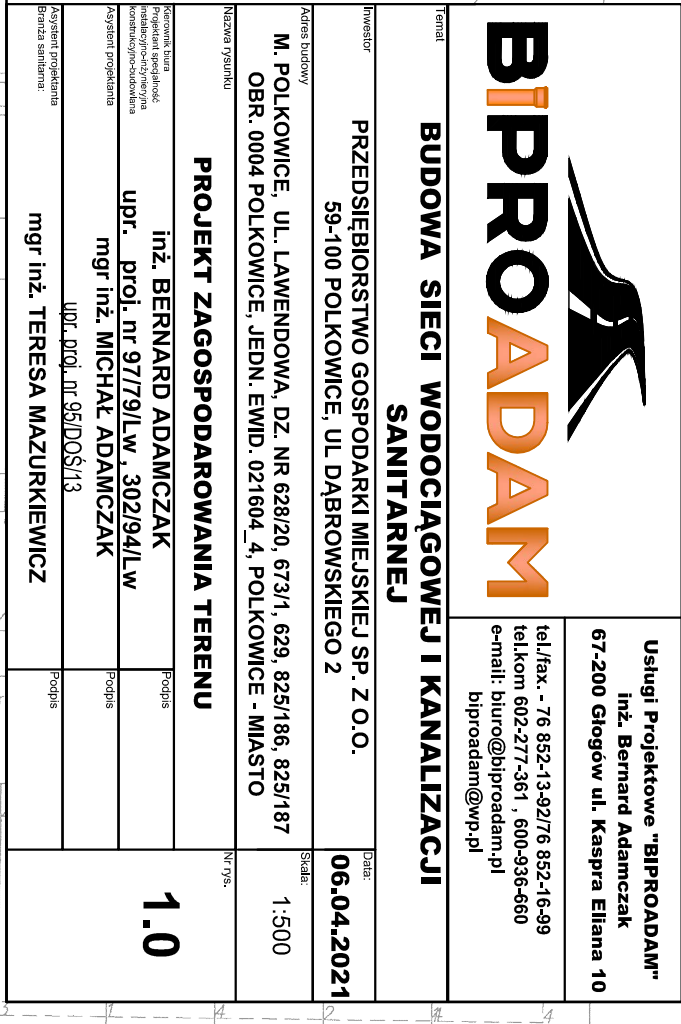 BIPROADAM
Usługi Projektowe "BIPROADAM"
inż. Bernard Adamczak
67-200 Głogów ul. Kaspra Eliana 10
tel./fax. - 76 852-13-92/76 852-16-99
tel.kom 602-277-361 , 600-936-660
e-mail: biuro@biproadam.pl
biproadam@wp.pl
Temat
BUDOWA SIECI WODOCIĄGOWEJ I KANALIZACJI
SANITARNEJ
Inwestor
PRZEDSIĘBIORSTWO GOSPODARKI MIEJSKIEJ SP. Z O.O.
59-100 POLKOWICE, UL DĄBROWSKIEGO 2
Data:
06.04.2021
Adres budowy
M. POLKOWICE, UL. LAWENDOWA, DZ. NR 628/20, 673/1, 629, 825/186, 825/187
OBR. 0004 POLKOWICE, JEDN. EWID. 021604_4, POLKOWICE - MIASTO
Skala:
1:500
Nazwa rysunku
PROJEKT ZAGOSPODAROWANIA TERENU
Nr rys.
1.0
Kierownik biura
Projektant specjalność
instalacyjno-inżynieryjna
konstrukcyjno-budowlana
inż. BERNARD ADAMCZAK
upr. proj. nr 97/79/Lw , 302/94/Lw
Podpis
Asystent projektanta
mgr inż. MICHAŁ ADAMCZAK
upr. proj. nr 95/DOŚ/13
Podpis
Asystent projektanta
Branża sanitarna:
mgr inż. TERESA MAZURKIEWICZ
Podpis